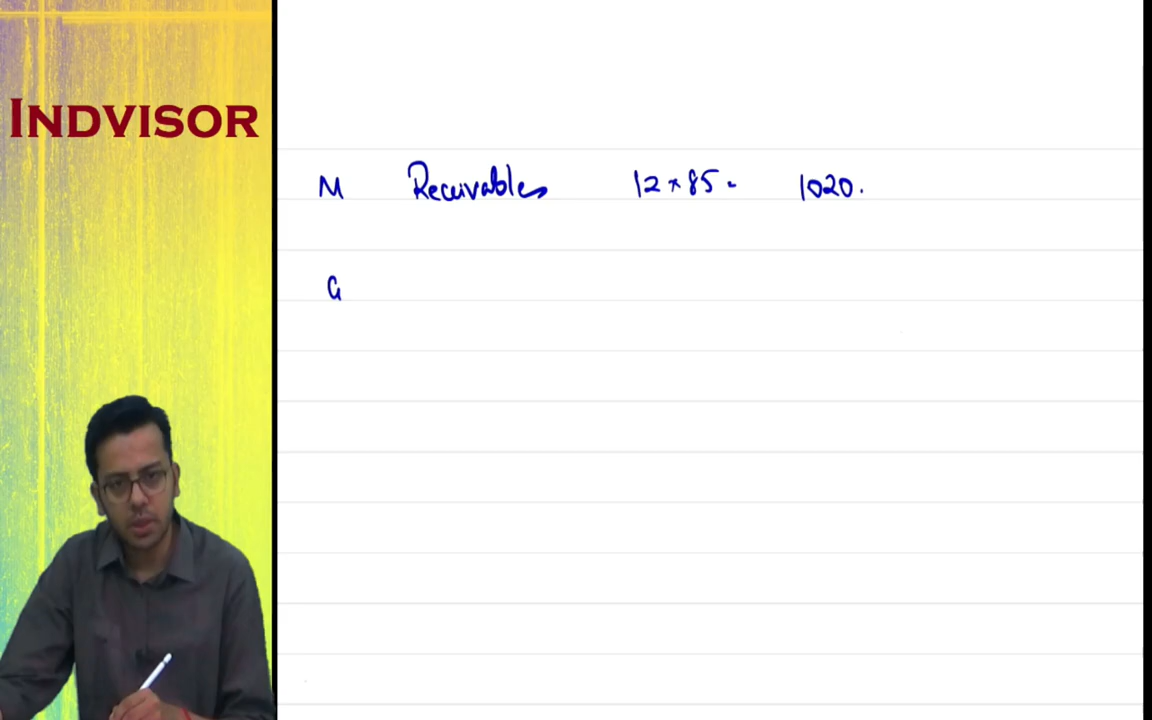 INDVISOR
M Receivables 12 × 85 = 1020.
G